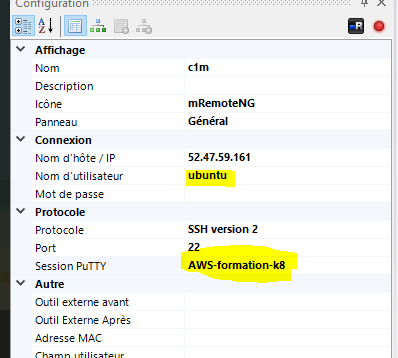 Configuration
A
Z
mR
Affichage
Nom c1m
Description
Icône mRemoteNG
Panneau Général
Connexion
Nom d'hôte / IP 52.47.59.161
Nom d'utilisateur ubuntu
Mot de passe
Protocole
Protocole SSH version 2
Port 22
Session PuTTY AWS-formation-k8
Autre
Outil externe avant
Outil Externe Après
Adresse MAC
Champ utilisateur